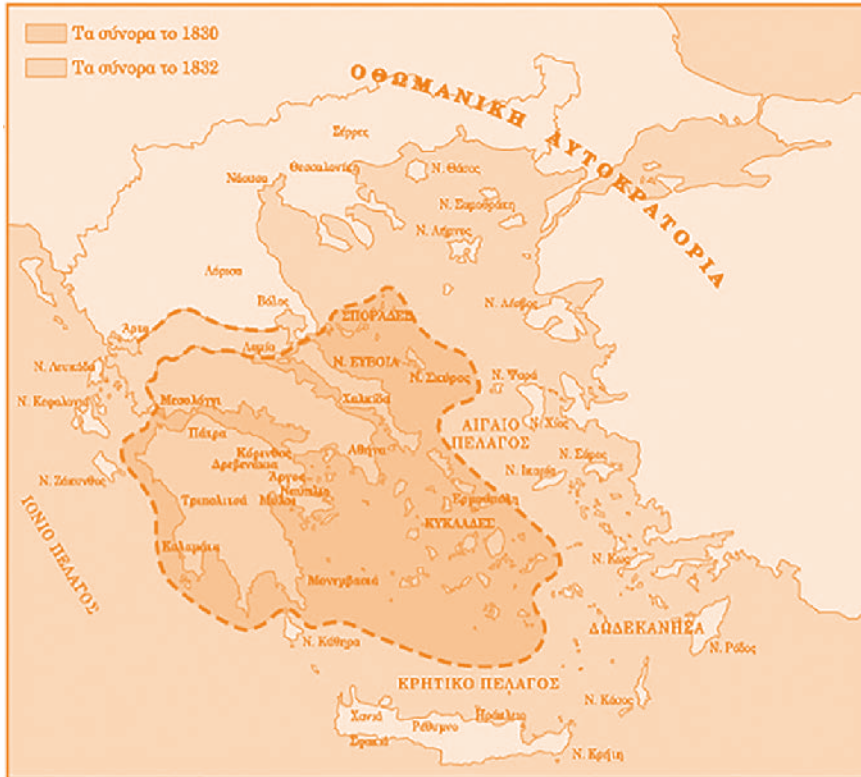 Τα σύνορα το 1830
Τα σύνορα το 1832
ΟΘΩΜΑΝΙΚΗ ΑΥΤΟΚΡΑΤΟΡΙΑ
Σέρρες
Θεσσαλονίκη
Νάουσα
Ν. Θάσος
Ν. Σαμοθράκη
Ν. Λήμνος
Λάρισα
Βόλος
Ν. Λέσβος
ΣΠΟΡΑΔΕΣ
Άρτα
Λαμία
Ν. Λευκάδα
Ν. ΕΥΒΟΙΑ
Ν. Σκύρος
Ν. Ψαρά
Ν. Κεφαλονιά
Μεσολόγγι
Χαλκίδα
Ν. Χίος
ΑΙΓΑΙΟ
ΠΕΛΑΓΟΣ
Πάτρα
Αθήνα
Κόρινθος
Δρεβενάκια
Ν. Σάμος
Ν. Ικαρία
Ν. Ζάκυνθος
Άργος
Ναύπλιο
Τριπολιτσά
Μύλοι
Ερμούπολη
ΚΥΚΛΑΔΕΣ
ΙΟΝΙΟ ΠΕΛΑΓΟΣ
Καλαμάτα
Ν. Κως
Μονεμβασιά
ΔΩΔΕΚΑΝΗΣΑ
Ν. Κύθηρα
Ν. Ρόδος
ΚΡΗΤΙΚΟ ΠΕΛΑΓΟΣ
Ν. Κάσος
Χανιά
Ρέθυμνο
Ηράκλειο
Σφακιά
Ν. Κρήτη